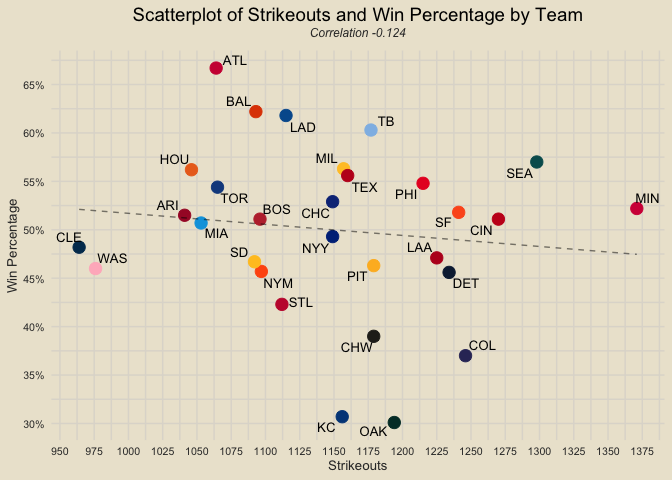 Scatterplot of Strikeouts and Win Percentage by Team
Correlation -0.124
ATL
65%
BAL
LAD
TB
60%
HOU
MIL
SEA
55%
TOR
TEX
PHI
MIN
ARI
BOS
CHC
SF
CIN
50%
MIA
CLE
NYY
LAA
WAS
SD
PIT
DET
45%
NYM
STL
40%
CHW
COL
35%
KC
OAK
30%
Win Percentage
950 975 1000 1025 1050 1075 1100 1125 1150 1175 1200 1225 1250 1275 1300 1325 1350 1375
Strikeouts